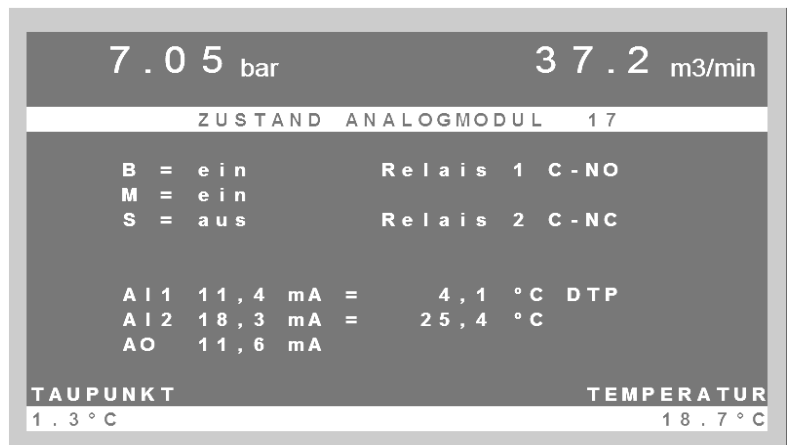 7.05 bar 37.2 m3/min
ZUSTAND ANALOGMODUL 17
B = ein Relais 1 C-NO
M = ein
S = aus Relais 2 C-NC
AI1 11,4 mA = 4,1 °C DTP
AI2 18,3 mA = 25,4 °C
AO 11,6 mA
TAUPUNKT TEMPERATUR
1.3°C 18.7°C